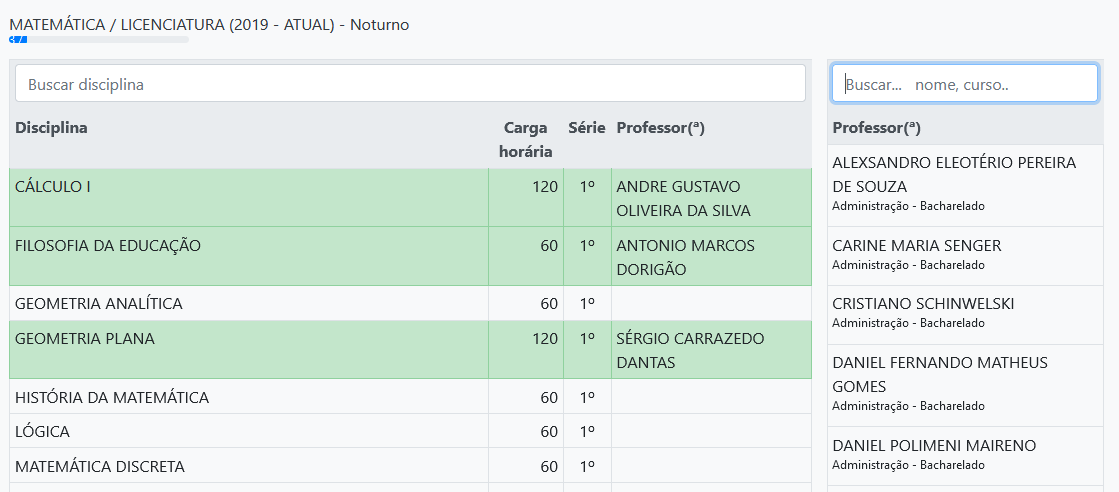 MATEMÁTICA / LICENCIATURA (2019 - ATUAL) - Noturno
Buscar disciplina
Disciplina Carga horária Série Professor(ª)
CÁLCULO I 120 1º ANDRE GUSTAVO
OLIVEIRA DA SILVA
FILOSOFIA DA EDUCAÇÃO 60 1º ANTONIO MARCOS
DORIGÃO
GEOMETRIA ANALÍTICA 60 1º
GEOMETRIA PLANA 120 1º SÉRGIO CARRAZEDO
DANTAS
HISTÓRIA DA MATEMÁTICA 60 1º
LÓGICA 60 1º
MATEMÁTICA DISCRETA 60 1º
Buscar... nome, curso..
Professor(ª)
ALEXSANDRO ELEOTÉRIO PEREIRA
DE SOUZA
Administração - Bacharelado
CARINE MARIA SENGER
Administração - Bacharelado
CRISTIANO SCHINWELSKI
Administração - Bacharelado
DANIEL FERNANDO MATHEUS
GOMES
Administração - Bacharelado
DANIEL POLIMENI MAIRENO
Administração - Bacharelado